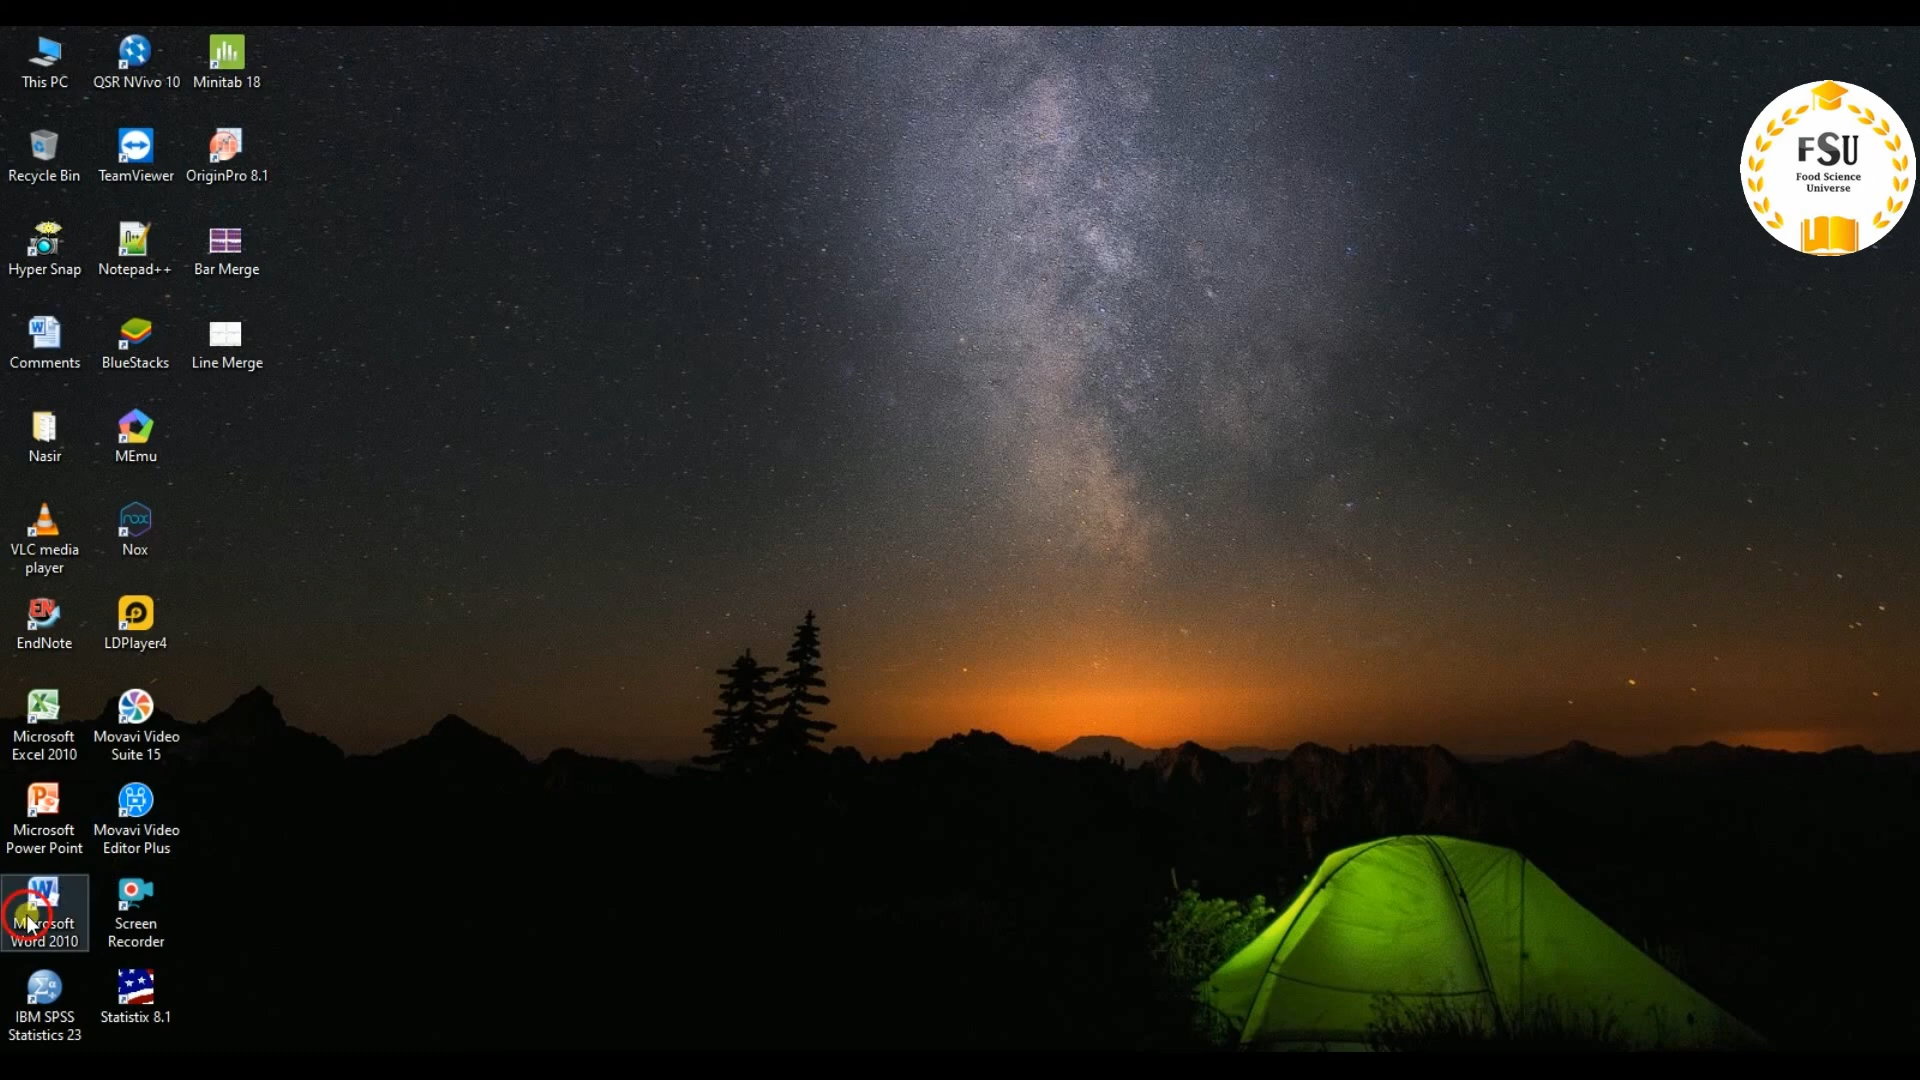 This PC
QSR NVivo 10
Minitab 18
Recycle Bin
TeamViewer
OriginPro 8.1
Hyper Snap
Notepad++
Bar Merge
Comments
BlueStacks
Line Merge
Nasir
MEmu
VLC media
player
Nox
EndNote
LDPlayer4
Microsoft
Excel 2010
Movavi Video
Suite 15
Microsoft
Power Point
Movavi Video
Editor Plus
Microsoft
Word 2010
Screen
Recorder
IBM SPSS
Statistics 23
Statistix 8.1
FSU
Food Science
Universe